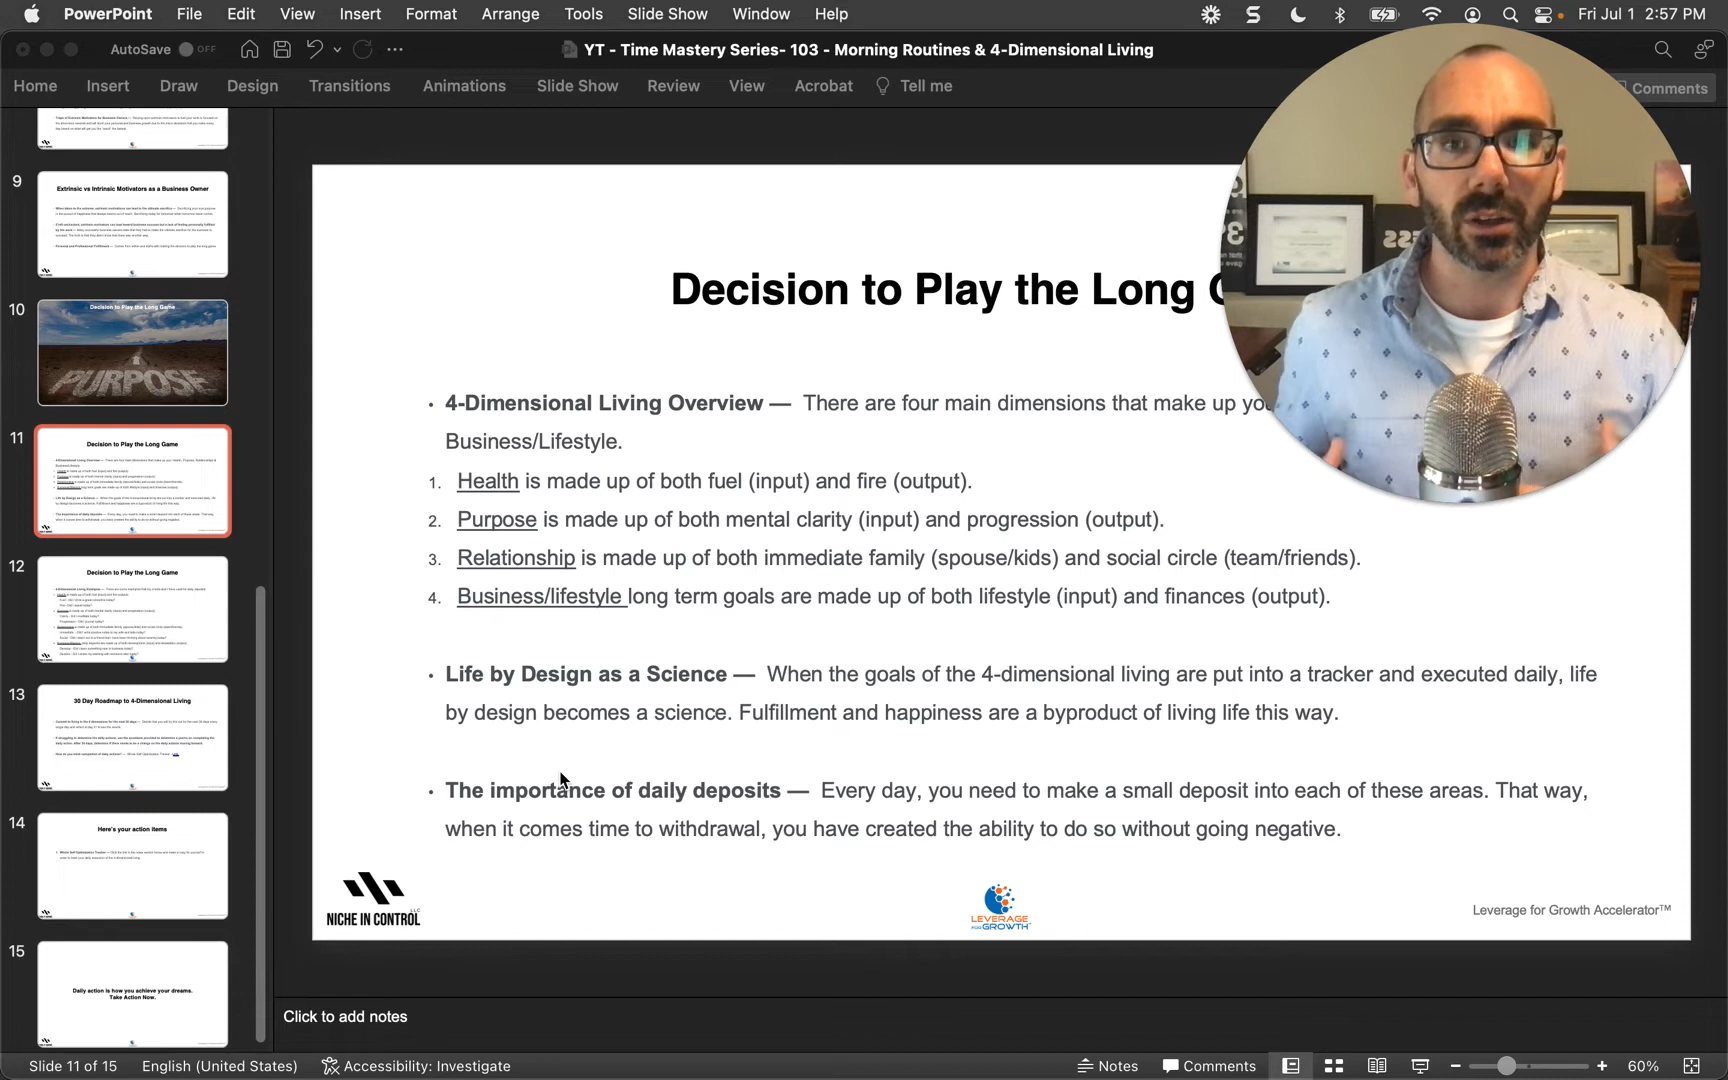 PowerPoint File Edit View Insert Format Arrange Tools Slide Show Window Help Fri Jul 1 2:57 PM
AutoSave OFF YT - Time Mastery Series- 103 - Morning Routines & 4-Dimensional Living
Home Insert Draw Design Transitions Animations Slide Show Review View Acrobat Tell me Comments
9
Extrinsic vs Intrinsic Motivators as a Business Owner
10
Decision to Play the Long Game
PURPOSE
11
Decision to Play the Long Game
12
Decision to Play the Long Game
13
30 Day Roadmap to 4-Dimensional Living
14
Here's your action items
15
Daily action is how you achieve your dreams.
Take Action Now.
Decision to Play the Long
• 4-Dimensional Living Overview — There are four main dimensions that make up
Business/Lifestyle.
1. Health is made up of both fuel (input) and fire (output).
2. Purpose is made up of both mental clarity (input) and progression (output).
3. Relationship is made up of both immediate family (spouse/kids) and social circle (team/friends).
4. Business/lifestyle long term goals are made up of both lifestyle (input) and finances (output).
• Life by Design as a Science — When the goals of the 4-dimensional living are put into a tracker and executed daily, life
by design becomes a science. Fulfillment and happiness are a byproduct of living life this way.
• The importance of daily deposits — Every day, you need to make a small deposit into each of these areas. That way,
when it comes time to withdrawal, you have created the ability to do so without going negative.
NICHE IN CONTROL LLC
LEVERAGE
FOR GROWTH
Leverage for Growth Accelerator™
Click to add notes
Slide 11 of 15 English (United States) Accessibility: Investigate Notes Comments 60%